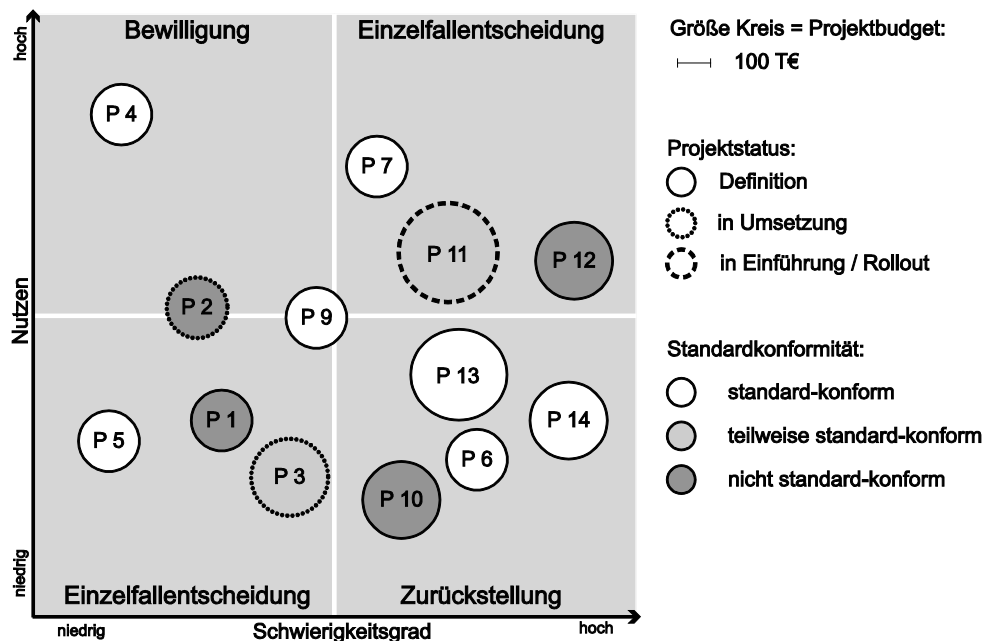 hoch
Bewilligung
Einzelfallentscheidung
Größe Kreis = Projektbudget:
100 T€
P 4
P 7
Projektstatus:
Definition
in Umsetzung
in Einführung / Rollout
P 11
P 12
Nutzen
P 2
P 9
Standardkonformität:
standard-konform
teilweise standard-konform
nicht standard-konform
P 13
P 14
P 1
P 5
P 6
P 3
P 10
niedrig
Einzelfallentscheidung
Zurückstellung
niedrig
Schwierigkeitsgrad
hoch